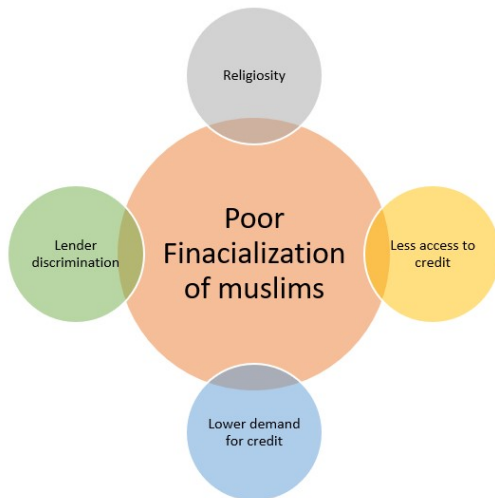 Religiosity
Poor
Finacialization
of muslims
Lender
discrimination
Less access to
credit
Lower demand
for credit